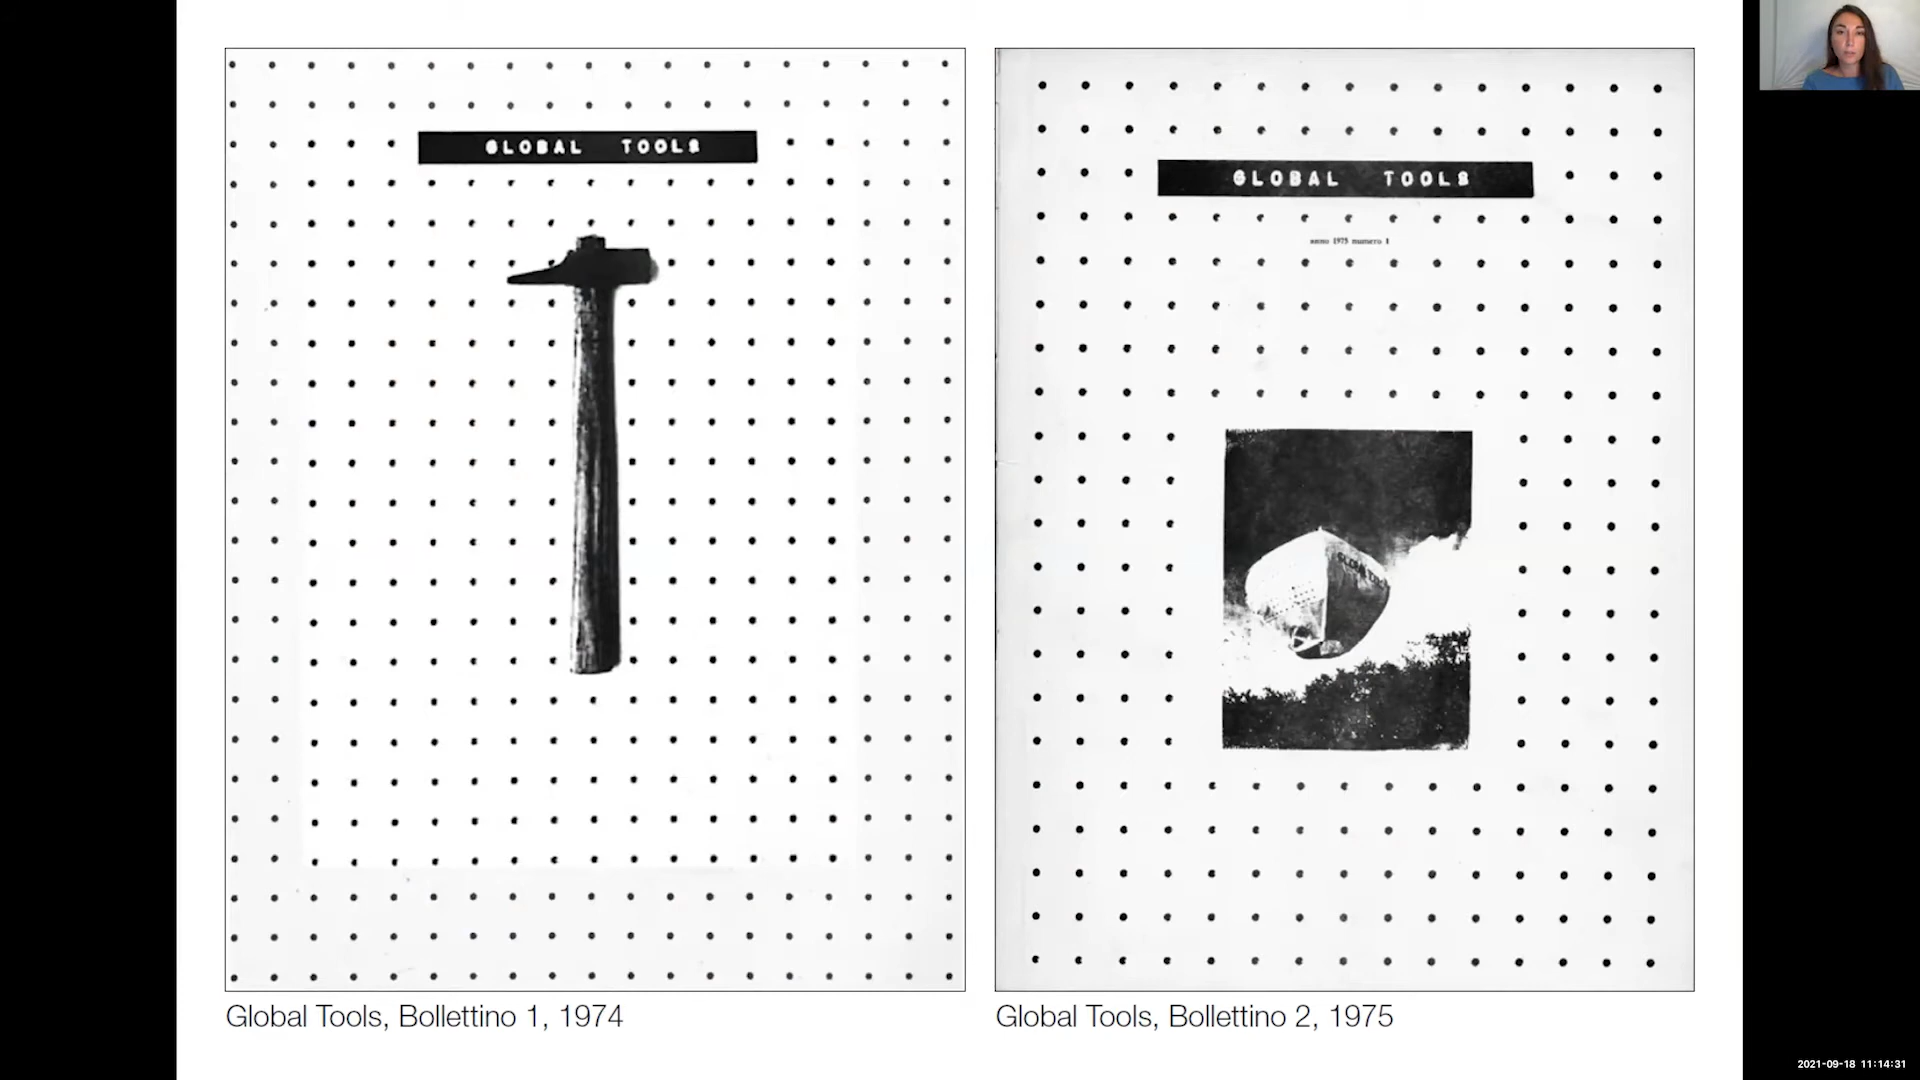 GLOBAL TOOLS
GLOBAL TOOLS
anno 1975 numero 1
Global Tools, Bollettino 1, 1974
Global Tools, Bollettino 2, 1975
2021-09-18 11:14:31